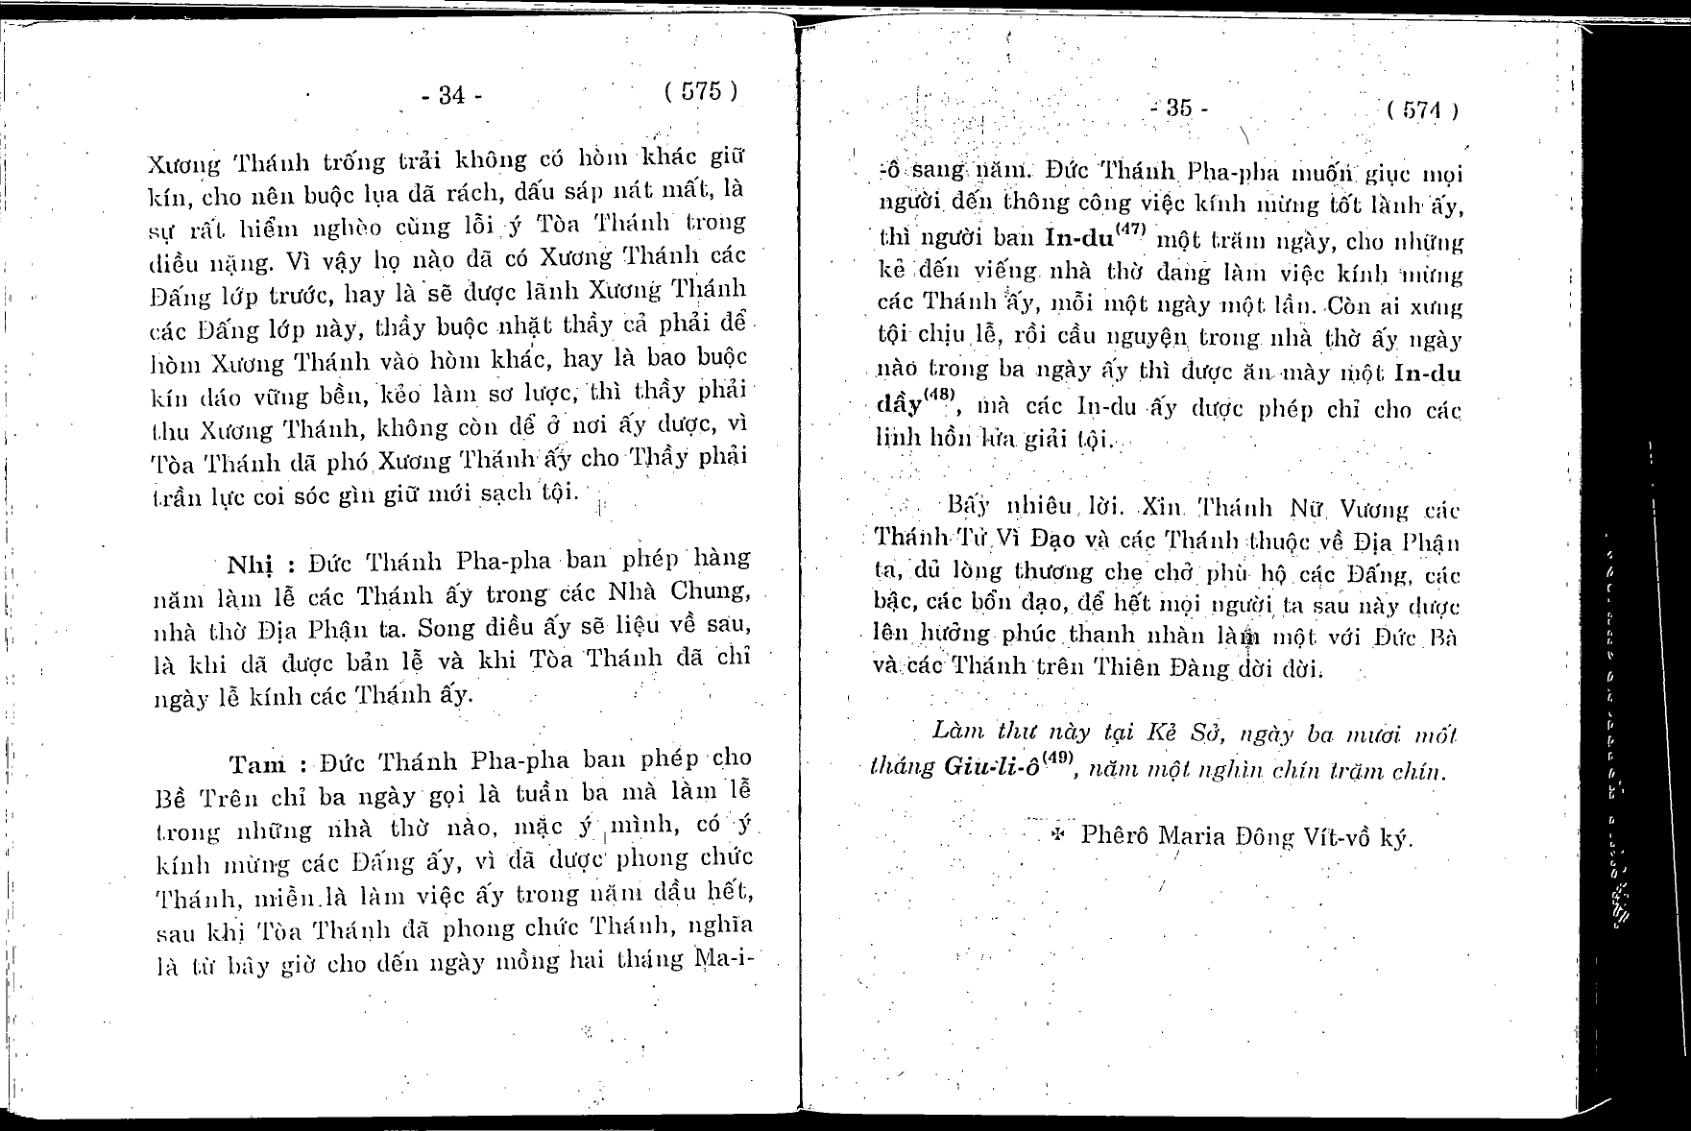 - 34 - ( 575 )
Xương Thánh trống trải không có hòm khác giữ
kín, cho nên buộc lụa đã rách, dấu sáp nát mất, là
sự rất hiểm nghèo cùng lỗi ý Tòa Thánh trong
điều nặng. Vì vậy họ nào đã có Xương Thánh các
Đấng lớp trước, hay là sẽ được lãnh Xương Thánh
các Đấng lớp này, thầy buộc nhặt thầy cả phải để
hòm Xương Thánh vào hòm khác, hay là bao buộc
kín dáo vững bền, kẻo làm sơ lược, thì thầy phải
thu Xương Thánh, không còn để ở nơi ấy được, vì
Tòa Thánh đã phó Xương Thánh ấy cho Thầy phải
trần lực coi sóc gìn giữ mới sạch tội.
Nhị : Đức Thánh Pha-pha ban phép hàng
năm làm lễ các Thánh ấy trong các Nhà Chung,
nhà thờ Địa Phận ta. Song điều ấy sẽ liệu về sau,
là khi đã được bản lễ và khi Tòa Thánh đã chỉ
ngày lễ kính các Thánh ấy.
Tam : Đức Thánh Pha-pha ban phép cho
Bề Trên chỉ ba ngày gọi là tuần ba mà làm lễ
trong những nhà thờ nào, mặc ý mình, có ý
kính mừng các Đấng ấy, vì đã được phong chức
Thánh, miễn là làm việc ấy trong năm đầu hết,
sau khi Tòa Thánh đã phong chức Thánh, nghĩa
là từ bây giờ cho đến ngày mồng hai tháng Ma-i-
- 35 - ( 574 )
-ô sang năm. Đức Thánh Pha-pha muốn giục mọi
người đến thông công việc kính mừng tốt lành ấy,
thì người ban In-du(47) một trăm ngày, cho những
kẻ đến viếng nhà thờ đang làm việc kính mừng
các Thánh ấy, mỗi một ngày một lần. Còn ai xưng
tội chịu lễ, rồi cầu nguyện trong nhà thờ ấy ngày
nào trong ba ngày ấy thì được ăn mày một In-du
đầy(48), mà các In-du ấy được phép chỉ cho các
linh hồn lửa giải tội.
Bấy nhiêu lời. Xin Thánh Nữ Vương các
Thánh Tử Vì Đạo và các Thánh thuộc về Địa Phận
ta, đủ lòng thương che chở phù hộ các Đấng, các
bậc, các bổn đạo, để hết mọi người ta sau này được
lên hưởng phúc thanh nhàn làm một với Đức Bà
và các Thánh trên Thiên Đàng đời đời.
Làm thư này tại Kẻ Sở, ngày ba mươi mốt
tháng Giu-li-ô(49), năm một nghìn chín trăm chín.
✠ Phêrô Maria Đông Vít-vồ ký.